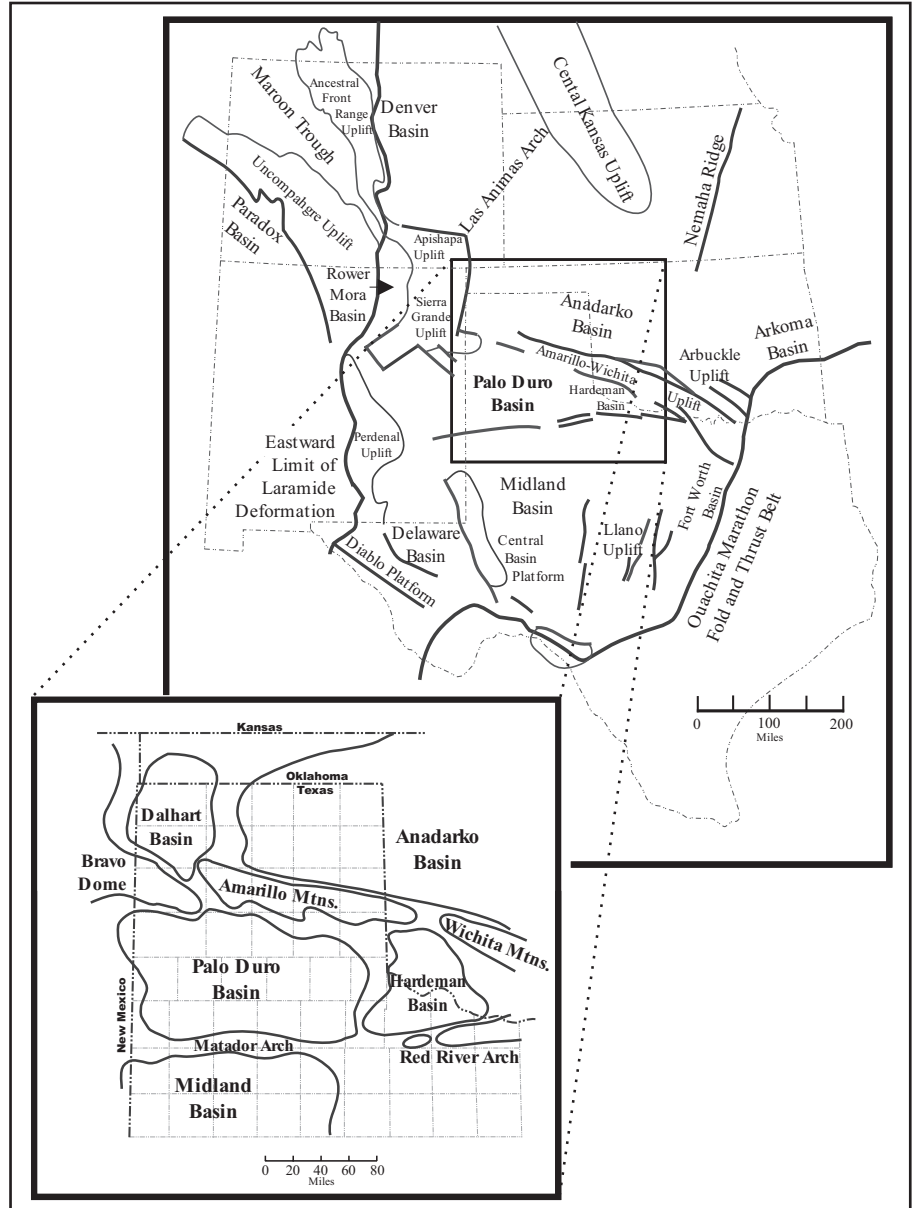 Ancestral
Front
Range
Uplift
Denver
Basin
Maroon Trough
Cental Kansas Uplift
Las Animas Arch
Nemaha Ridge
Uncompahgre Uplift
Paradox
Basin
Apishapa
Uplift
Rower
Mora
Basin
Sierra
Grande
Uplift
Anadarko
Basin
Arkoma
Basin
Arbuckle
Uplift
Amarillo-Wichita
Uplift
Palo Duro
Basin
Hardeman
Basin
Perdenal
Uplift
Eastward
Limit of
Laramide
Deformation
Midland
Basin
Fort Worth
Basin
Delaware
Basin
Central
Basin
Platform
Llano
Uplift
Diablo Platform
Ouachita Marathon
Fold and Thrust Belt
0 100 200
Miles
Kansas
Oklahoma
Texas
Dalhart
Basin
Anadarko
Basin
Bravo
Dome
Amarillo Mtns.
Wichita Mtns.
Palo Duro
Basin
Hardeman
Basin
New Mexico
Matador Arch
Red River Arch
Midland
Basin
0 20 40 60 80
Miles